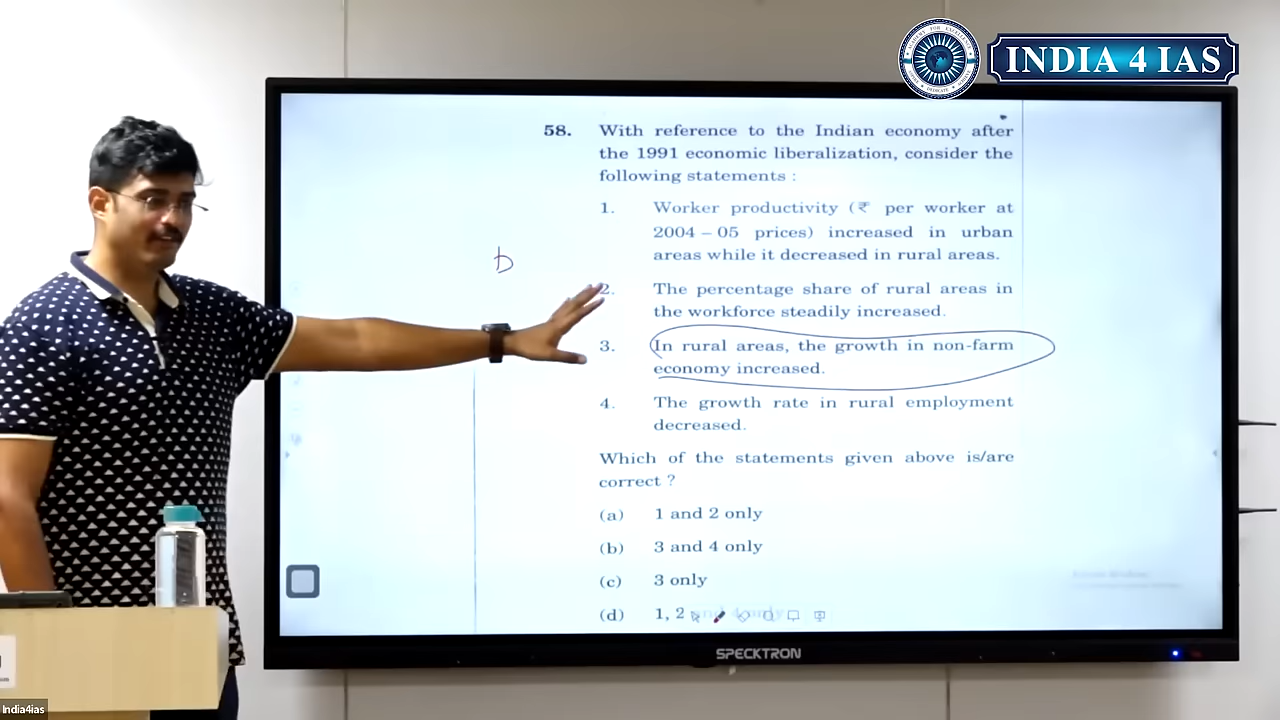 INDIA 4 IAS
58. With reference to the Indian economy after
the 1991 economic liberalization, consider the
following statements :
1. Worker productivity (₹ per worker at
2004 – 05 prices) increased in urban
areas while it decreased in rural areas.
b
2. The percentage share of rural areas in
the workforce steadily increased.
3. In rural areas, the growth in non-farm
economy increased.
4. The growth rate in rural employment
decreased.
Which of the statements given above is/are
correct ?
(a) 1 and 2 only
(b) 3 and 4 only
(c) 3 only
(d) 1, 2 and 4 only
SPECKTRON
India4ias